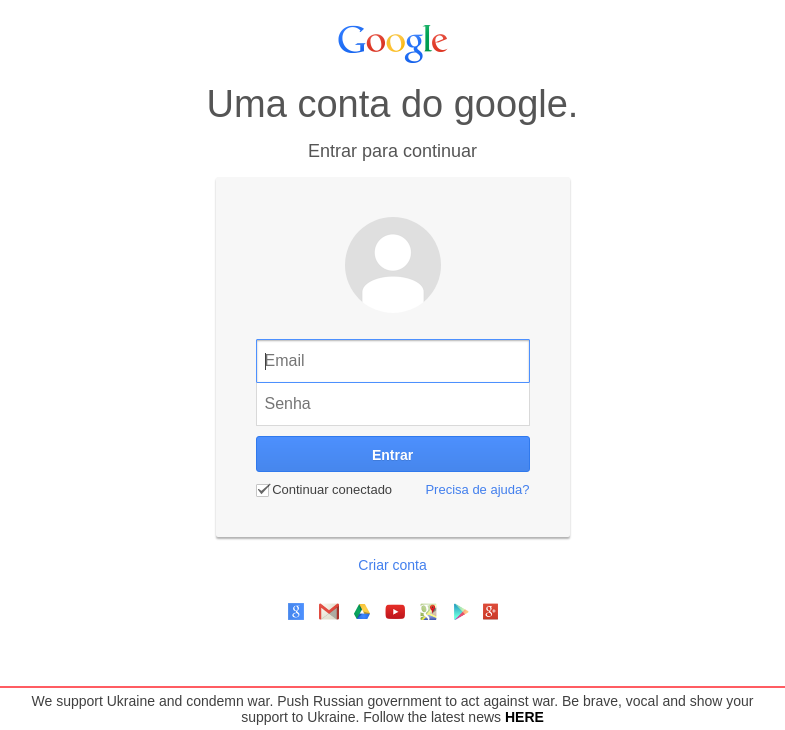 Google
Uma conta do google.
Entrar para continuar
Email
Senha
Entrar
Continuar conectado Precisa de ajuda?
Criar conta
We support Ukraine and condemn war. Push Russian government to act against war. Be brave, vocal and show your
support to Ukraine. Follow the latest news HERE